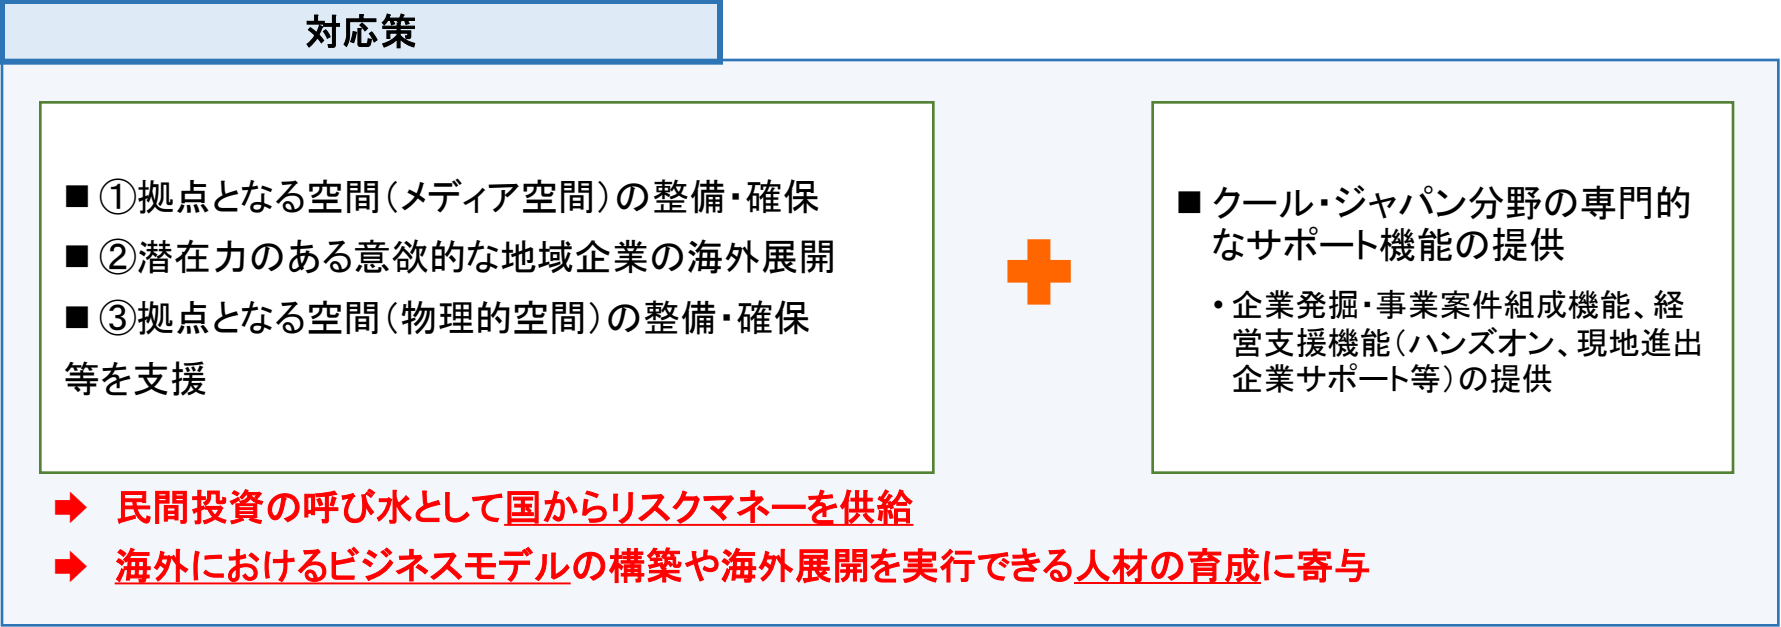 対応策
■ ①拠点となる空間（メディア空間）の整備・確保
■ ②潜在力のある意欲的な地域企業の海外展開
■ ③拠点となる空間（物理的空間）の整備・確保
等を支援
■ クール・ジャパン分野の専門的
なサポート機能の提供
• 企業発掘・事業案件組成機能、経
営支援機能（ハンズオン、現地進出
企業サポート等）の提供
➡ 民間投資の呼び水として国からリスクマネーを供給
➡ 海外におけるビジネスモデルの構築や海外展開を実行できる人材の育成に寄与